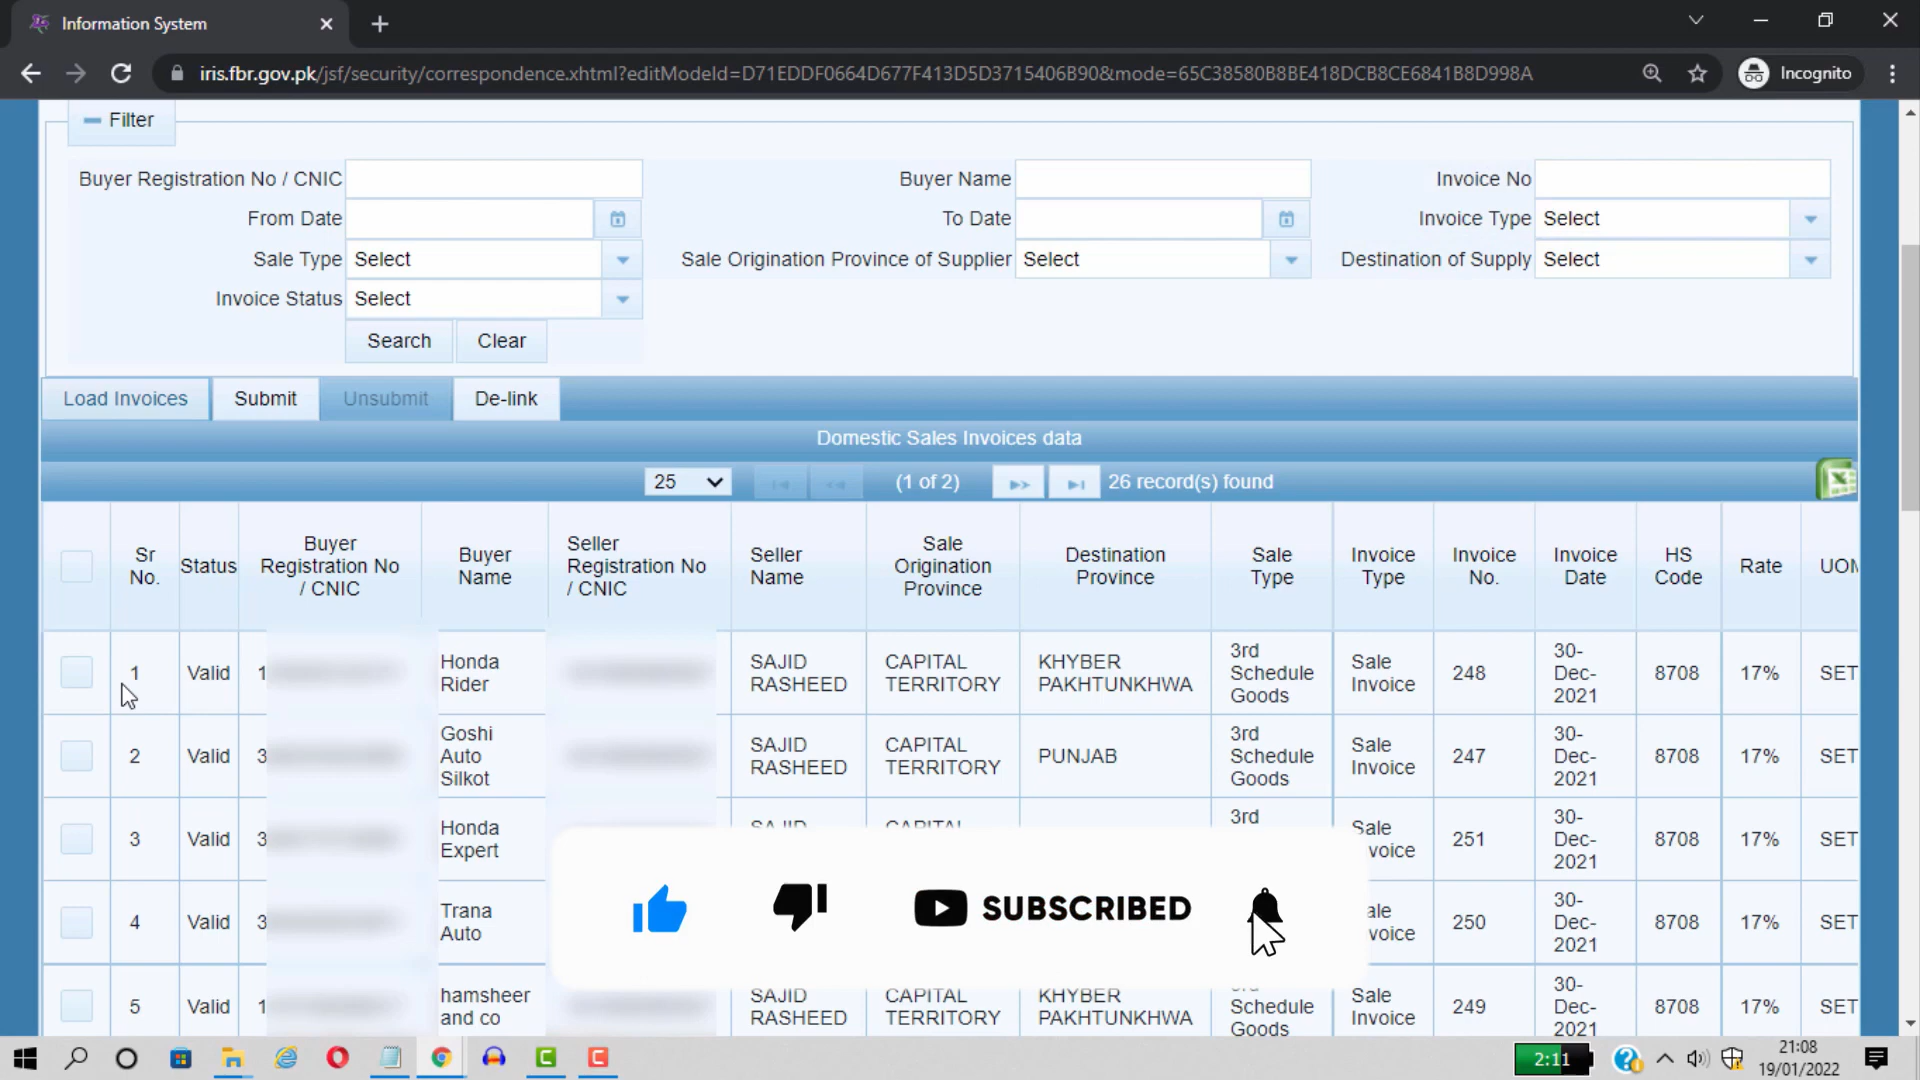 Information System
iris.fbr.gov.pk/jsf/security/correspondence.xhtml?editModeId=D71EDDF0664D677F413D5D3715406B90&mode=65C38580B8BE418DCB8CE6841B8D998A
Incognito
Filter
Buyer Registration No / CNIC
Buyer Name
Invoice No
From Date
To Date
Invoice Type Select
Sale Type Select
Sale Origination Province of Supplier Select
Destination of Supply Select
Invoice Status Select
Search Clear
Load Invoices Submit Unsubmit De-link
Domestic Sales Invoices data
25 (1 of 2) 26 record(s) found
Sr No. Status Buyer Registration No / CNIC Buyer Name Seller Registration No / CNIC Seller Name Sale Origination Province Destination Province Sale Type Invoice Type Invoice No. Invoice Date HS Code Rate
1 Valid 1 Honda Rider SAJID RASHEED CAPITAL TERRITORY KHYBER PAKHTUNKHWA 3rd Schedule Goods Sale Invoice 248 30-Dec-2021 8708 17% SET
2 Valid 3 Goshi Auto Silkot SAJID RASHEED CAPITAL TERRITORY PUNJAB 3rd Schedule Goods Sale Invoice 247 30-Dec-2021 8708 17% SET
3 Valid 3 Honda Expert 3rd Sale 251 30-Dec-2021 8708 17% SET
4 Valid 3 Trana Auto 250 30-Dec-2021 8708 17% SET
SUBSCRIBED
5 Valid 1 hamsheer and co SAJID RASHEED CAPITAL TERRITORY KHYBER PAKHTUNKHWA Schedule Goods Sale Invoice 249 30-Dec-2021 8708 17% SET
2:11
21:08
19/01/2022